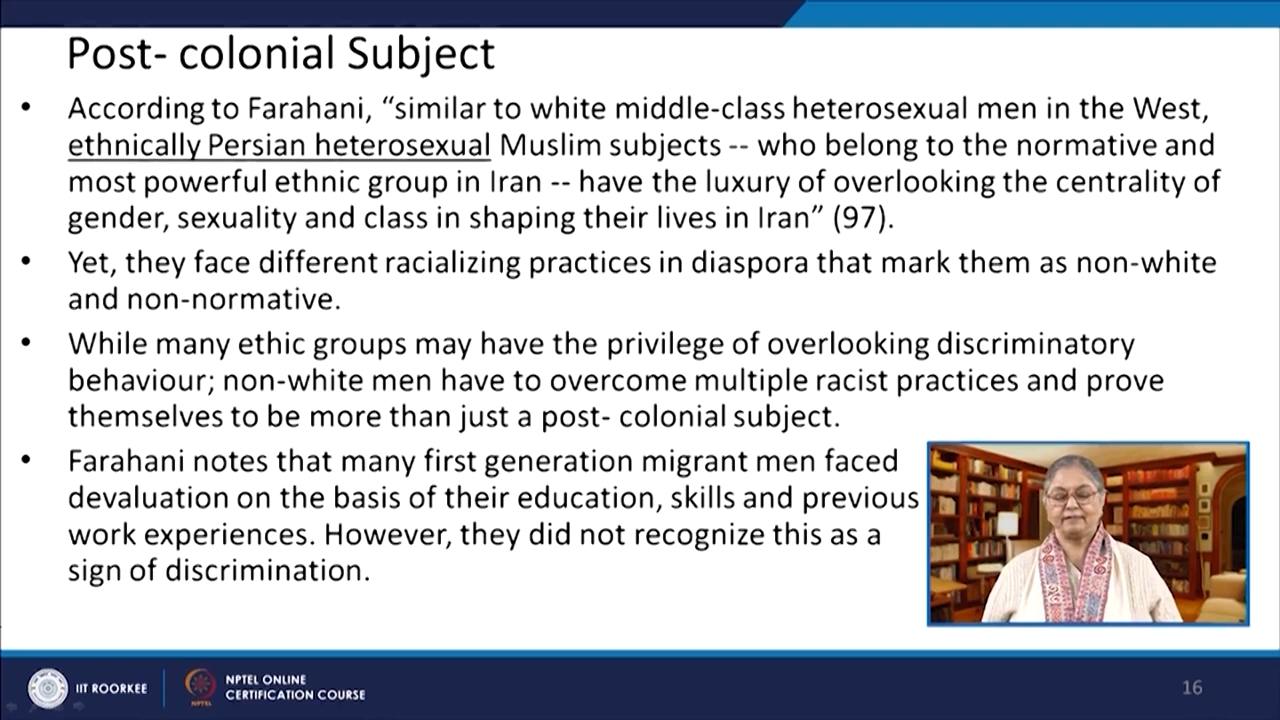 Post- colonial Subject
• According to Farahani, “similar to white middle-class heterosexual men in the West,
ethnically Persian heterosexual Muslim subjects -- who belong to the normative and
most powerful ethnic group in Iran -- have the luxury of overlooking the centrality of
gender, sexuality and class in shaping their lives in Iran” (97).
• Yet, they face different racializing practices in diaspora that mark them as non-white
and non-normative.
• While many ethic groups may have the privilege of overlooking discriminatory
behaviour; non-white men have to overcome multiple racist practices and prove
themselves to be more than just a post- colonial subject.
• Farahani notes that many first generation migrant men faced
devaluation on the basis of their education, skills and previous
work experiences. However, they did not recognize this as a
sign of discrimination.
IIT ROORKEE
NPTEL
NPTEL ONLINE
CERTIFICATION COURSE
16